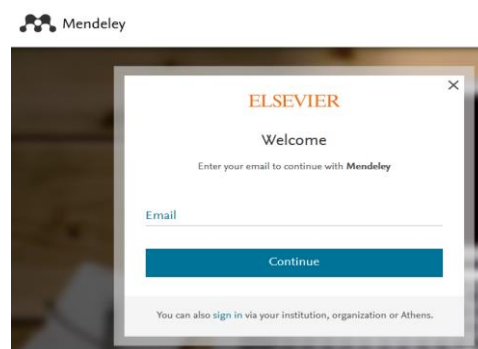 Mendeley
ELSEVIER
Welcome
Enter your email to continue with Mendeley
Email
Continue
You can also sign in via your institution, organization or Athens.